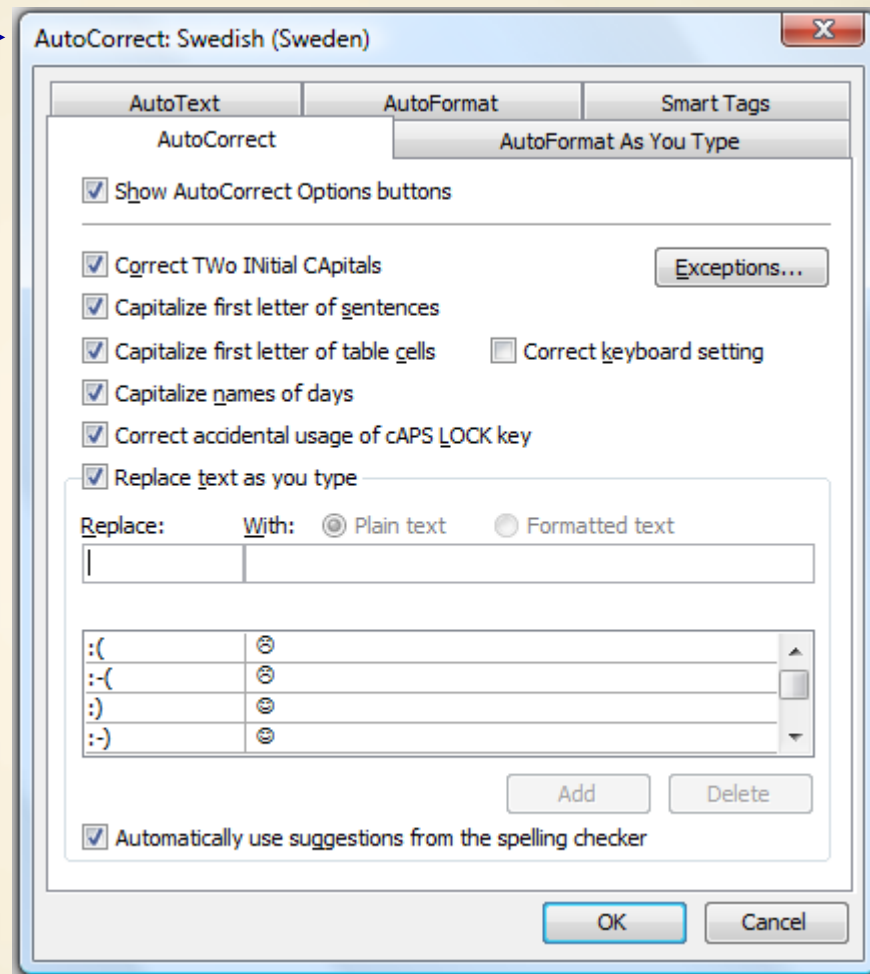 AutoCorrect: Swedish (Sweden)
AutoText AutoFormat Smart Tags
AutoCorrect AutoFormat As You Type
Show AutoCorrect Options buttons
Correct TWo INitial CApitals Exceptions...
Capitalize first letter of sentences
Capitalize first letter of table cells Correct keyboard setting
Capitalize names of days
Correct accidental usage of cAPS LOCK key
Replace text as you type
Replace: With: Plain text Formatted text
:( ☹
:-( ☹
:) ☺
:-) ☺
Add Delete
Automatically use suggestions from the spelling checker
OK Cancel